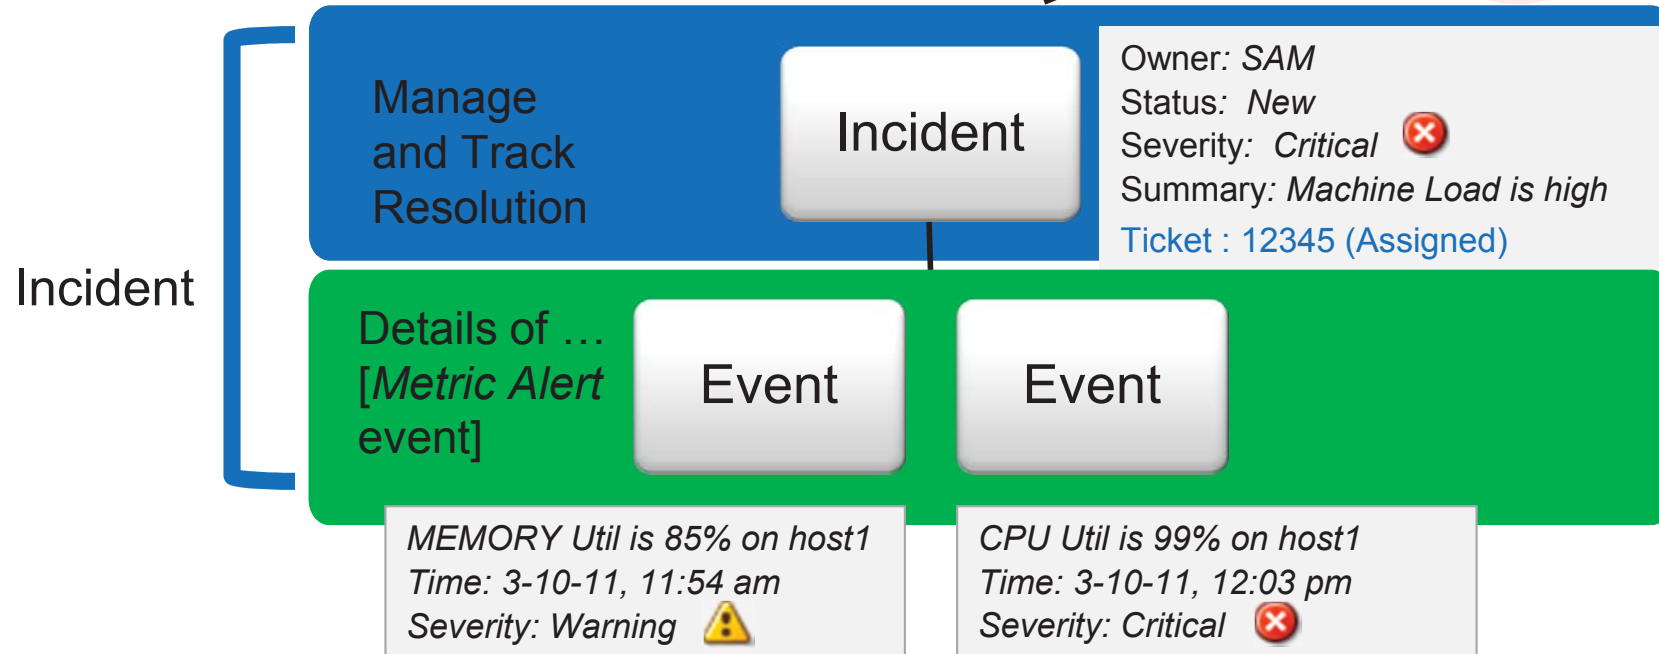 Incident
Manage
and Track
Resolution
Incident
Owner: SAM
Status: New
Severity: Critical
Summary: Machine Load is high
Ticket : 12345 (Assigned)
Details of …
[Metric Alert
event]
Event
Event
MEMORY Util is 85% on host1
Time: 3-10-11, 11:54 am
Severity: Warning
CPU Util is 99% on host1
Time: 3-10-11, 12:03 pm
Severity: Critical